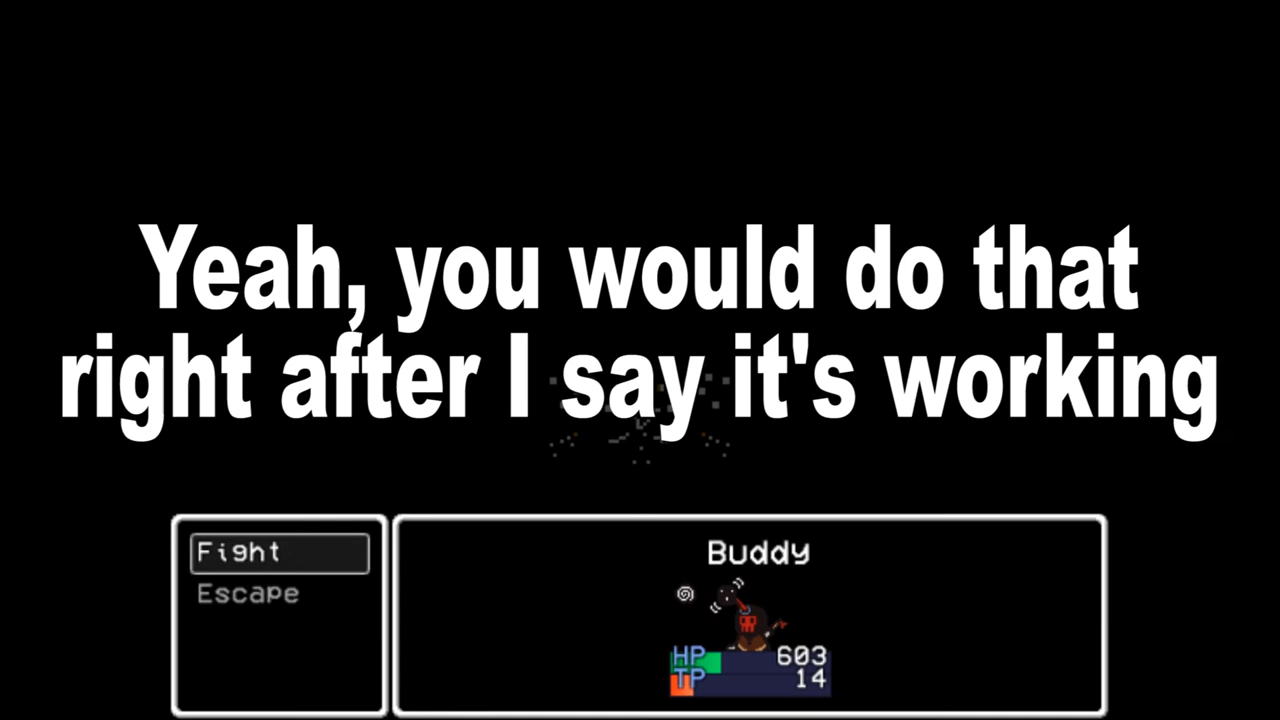 Yeah, you would do that
right after I say it's working
Fight
Escape
Buddy
HP 603
TP 14